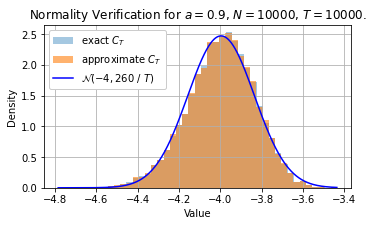 Normality Verification for a = 0.9, N = 10000, T = 10000.
exact C_T
approximate C_T
𝒩(−4, 260 / T)
Density
2.5
2.0
1.5
1.0
0.5
0.0
−4.8 −4.6 −4.4 −4.2 −4.0 −3.8 −3.6 −3.4
Value